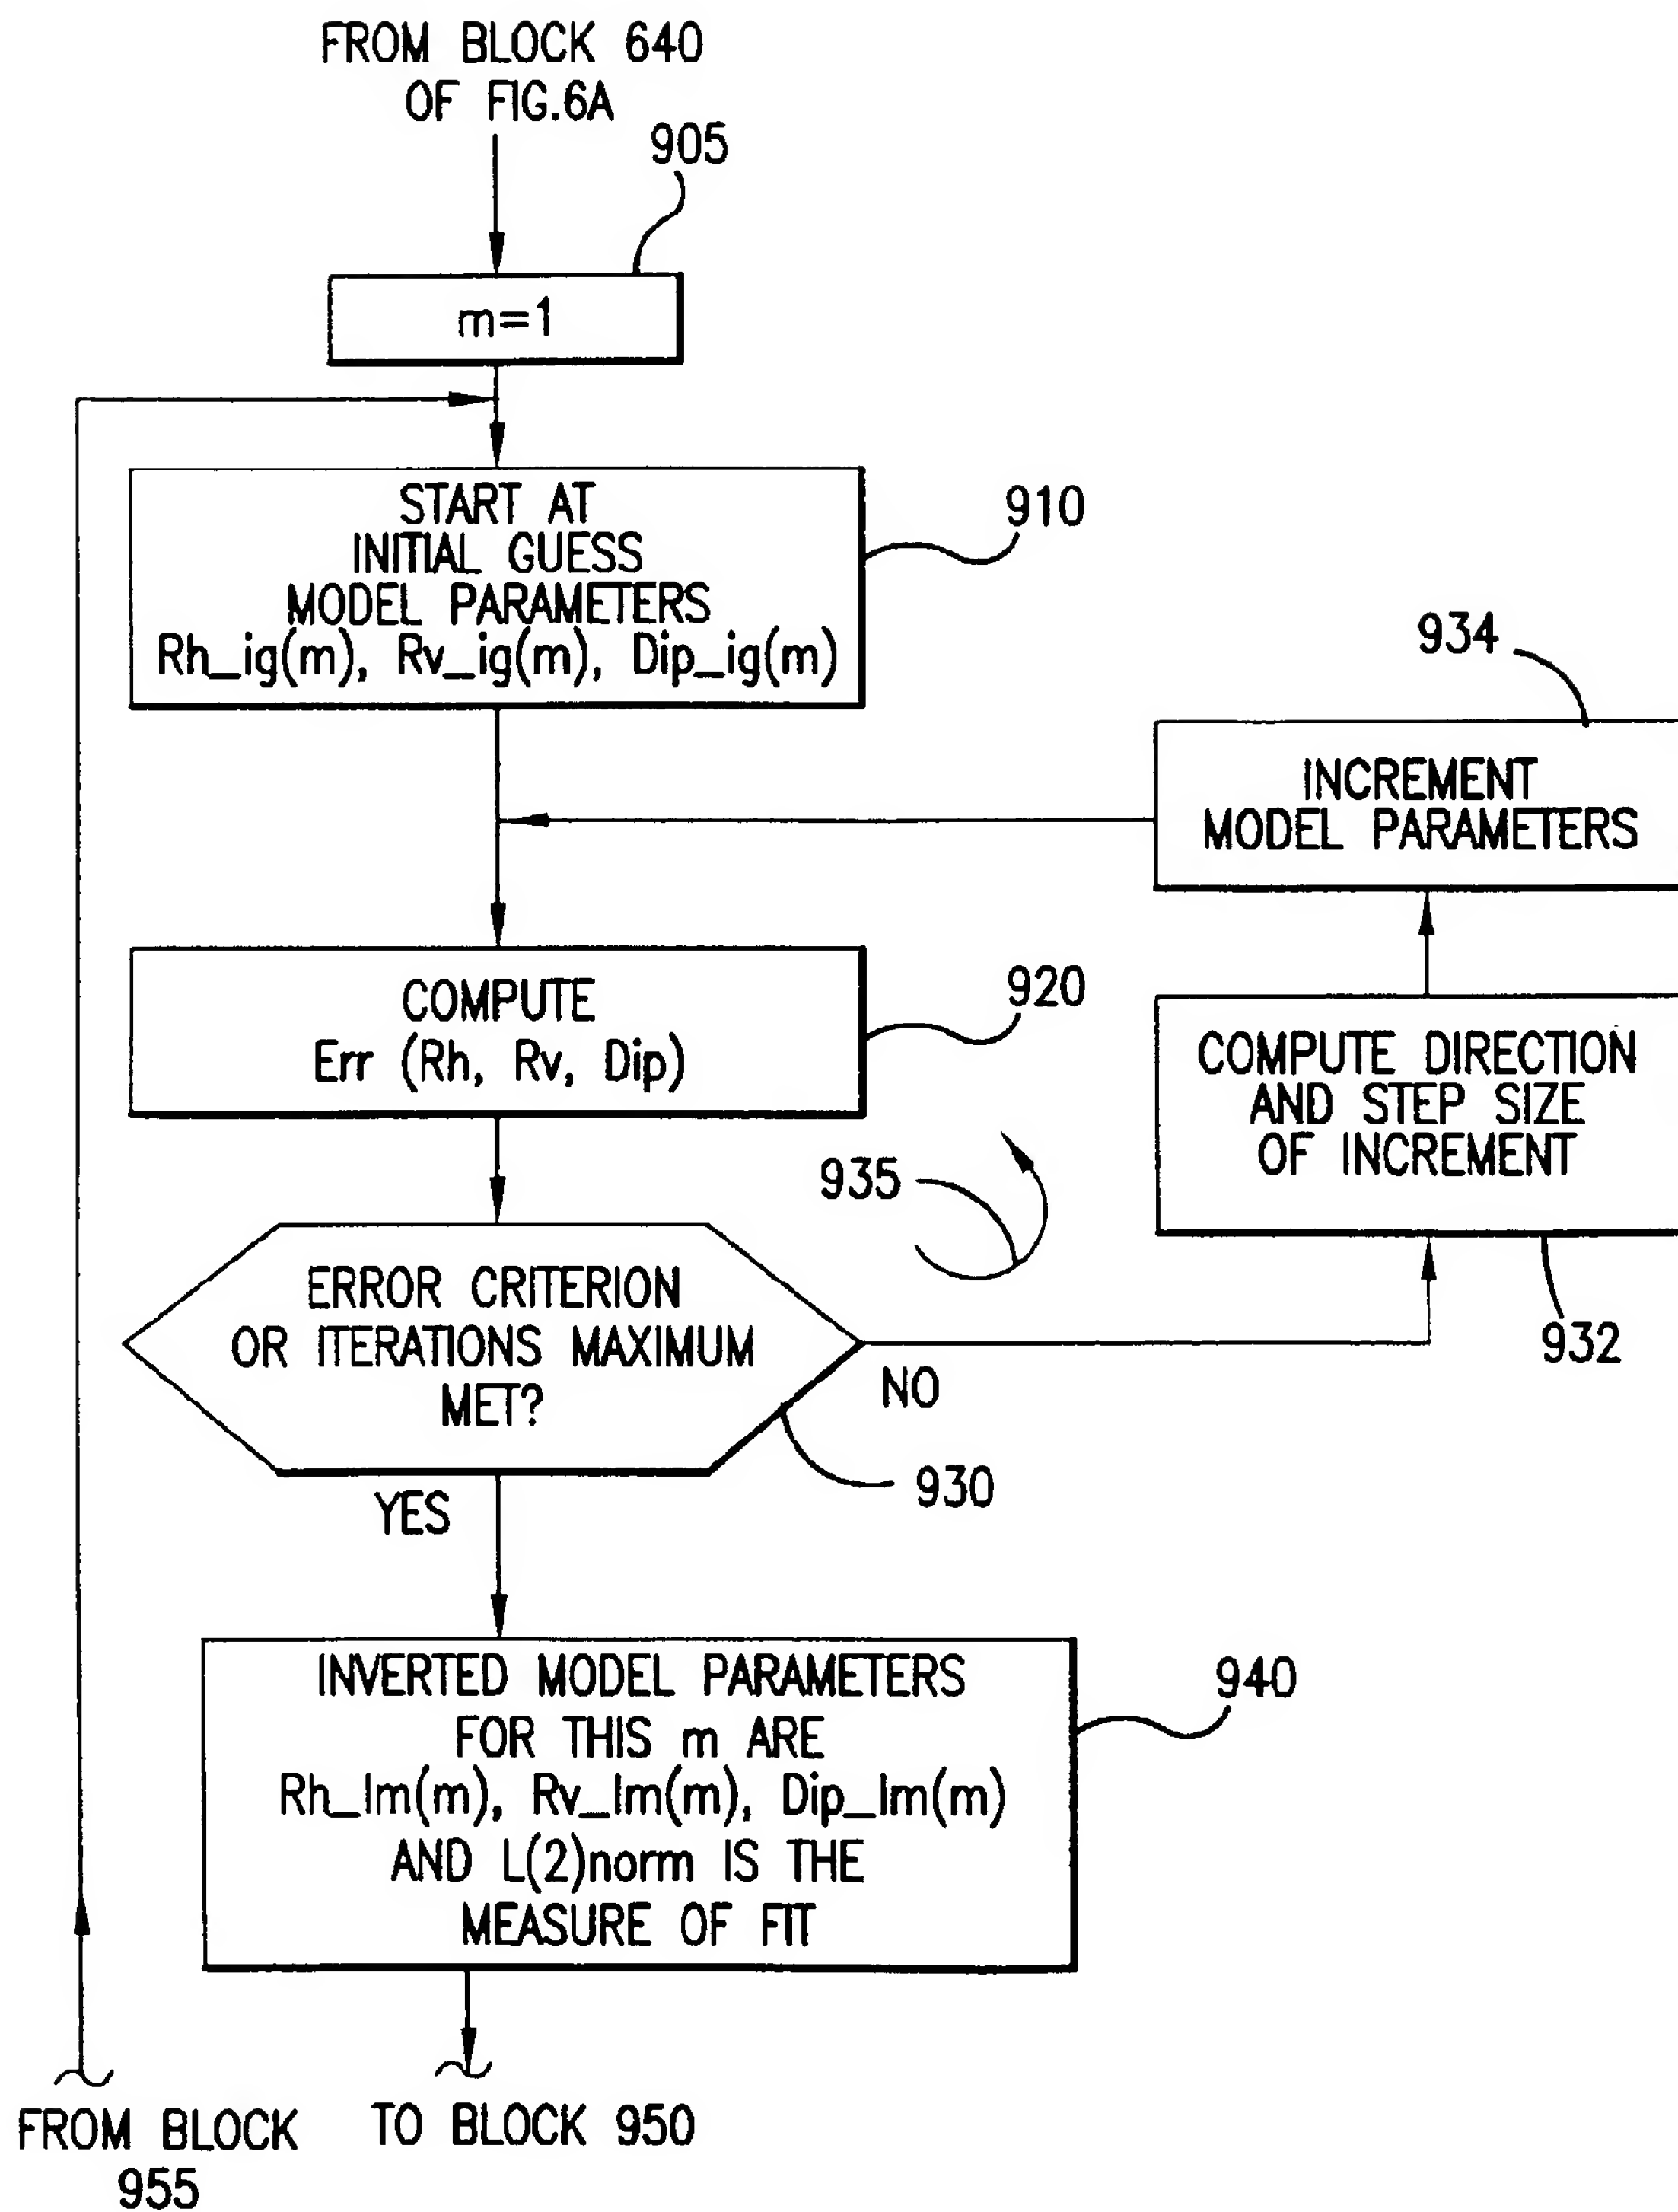 FROM BLOCK 640
OF FIG.6A
905
m=1
START AT
INITIAL GUESS
MODEL PARAMETERS
Rh_ig(m), Rv_ig(m), Dip_ig(m)
910
934
INCREMENT
MODEL PARAMETERS
COMPUTE
Err (Rh, Rv, Dip)
920
COMPUTE DIRECTION
AND STEP SIZE
OF INCREMENT
935
932
ERROR CRITERION
OR ITERATIONS MAXIMUM
MET?
NO
930
YES
INVERTED MODEL PARAMETERS
FOR THIS m ARE
Rh_Im(m), Rv_Im(m), Dip_Im(m)
AND L(2)norm IS THE
MEASURE OF FIT
940
FROM BLOCK
955
TO BLOCK 950